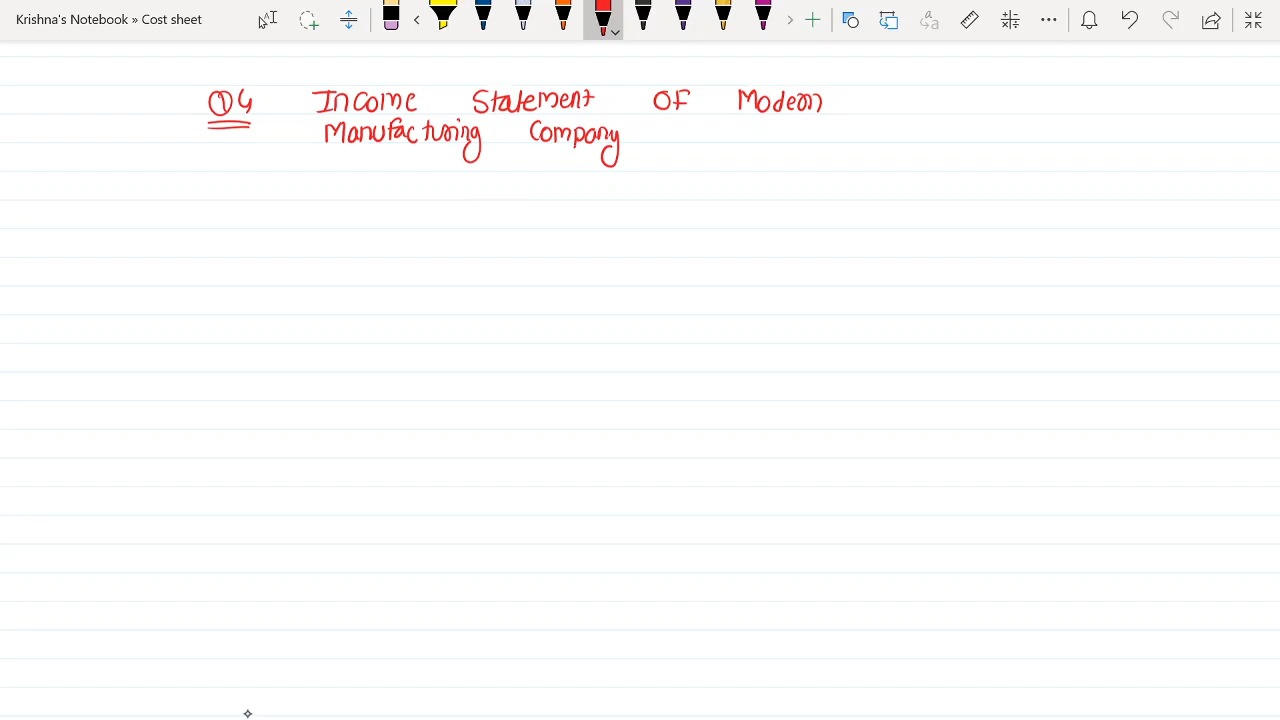 Krishna's Notebook » Cost sheet
Q4 Income Statement OF Modern
Manufacturing Company